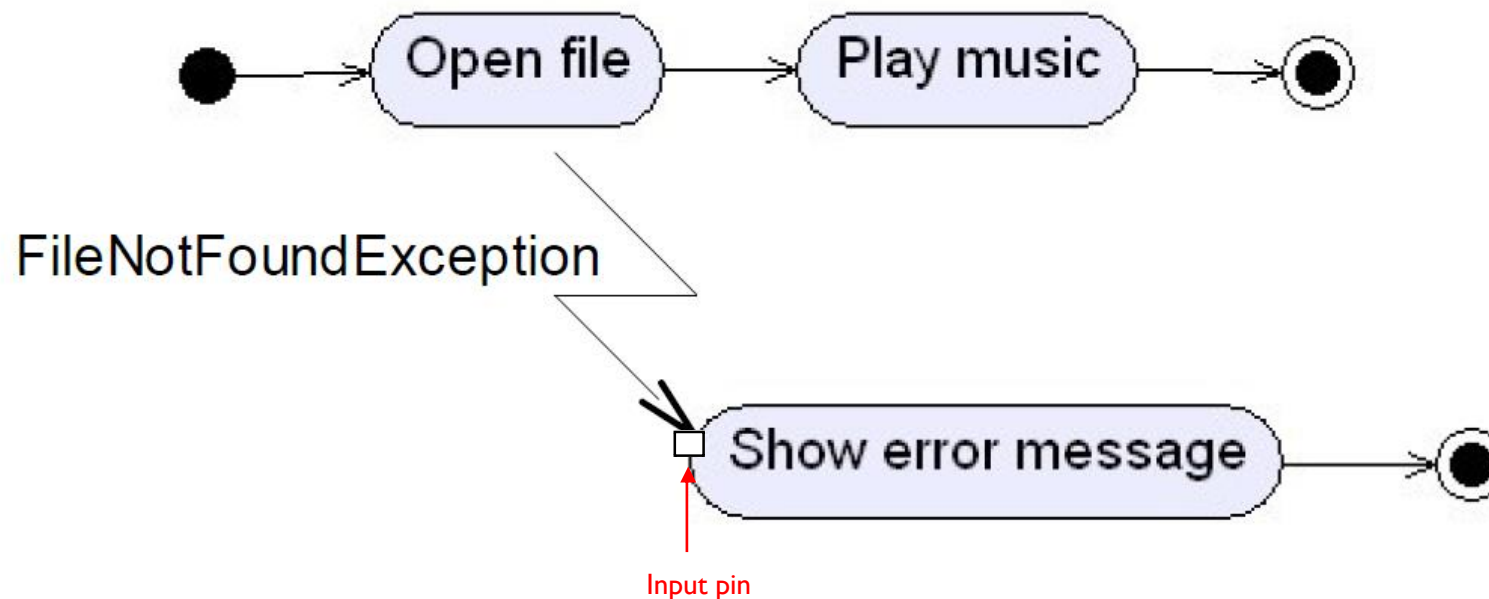 Open file
Play music
FileNotFoundException
Show error message
Input pin